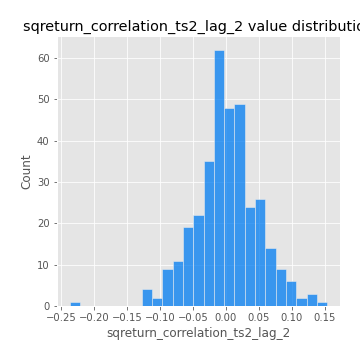 sqreturn_correlation_ts2_lag_2 value distributio
60
50
40
30
20
10
0
Count
−0.25 −0.20 −0.15 −0.10 −0.05 0.00 0.05 0.10 0.15
sqreturn_correlation_ts2_lag_2